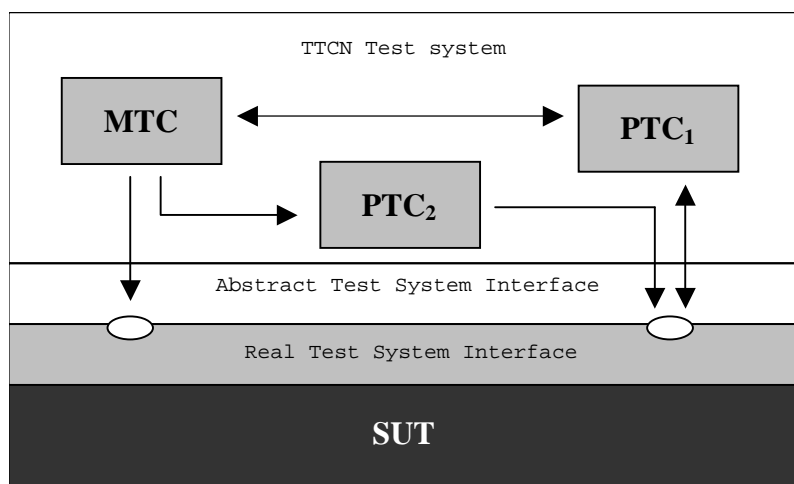 TTCN Test system
MTC
PTC₁
PTC₂
Abstract Test System Interface
Real Test System Interface
SUT